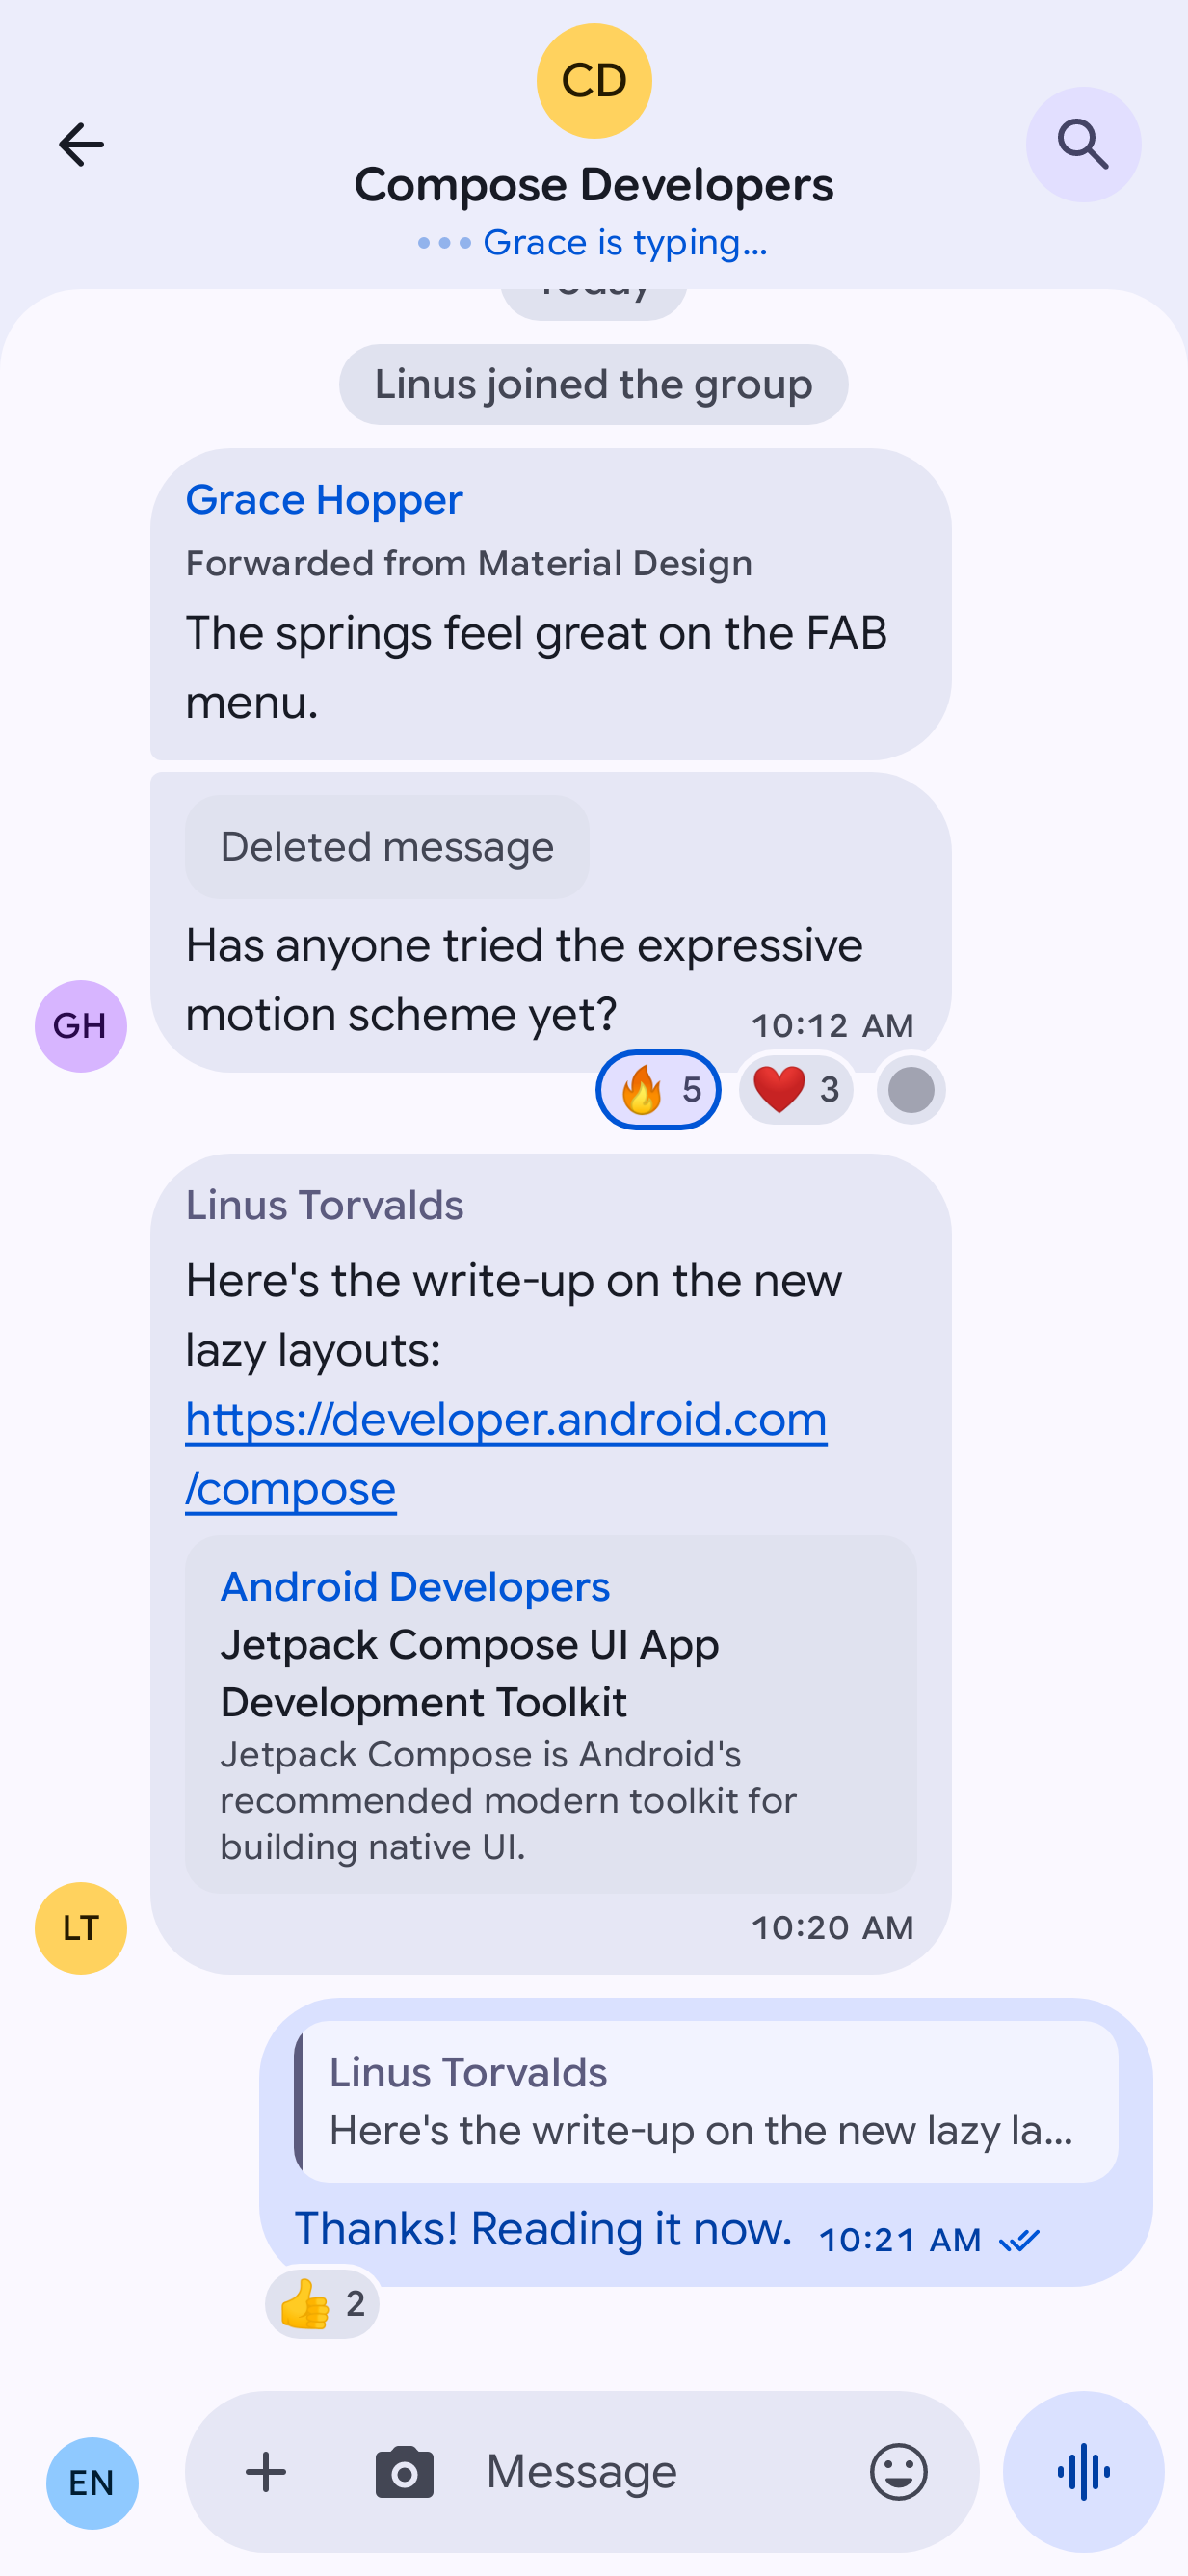 CD
Compose Developers
Grace is typing...
Today
Linus joined the group
Grace Hopper
Forwarded from Material Design
The springs feel great on the FAB
menu.
Deleted message
Has anyone tried the expressive
motion scheme yet?
10:12 AM
GH
🔥 5 ❤️ 3
Linus Torvalds
Here's the write-up on the new
lazy layouts:
https://developer.android.com
/compose
Android Developers
Jetpack Compose UI App
Development Toolkit
Jetpack Compose is Android's
recommended modern toolkit for
building native UI.
LT
10:20 AM
Linus Torvalds
Here's the write-up on the new lazy la...
Thanks! Reading it now. 10:21 AM
👍 2
EN
Message